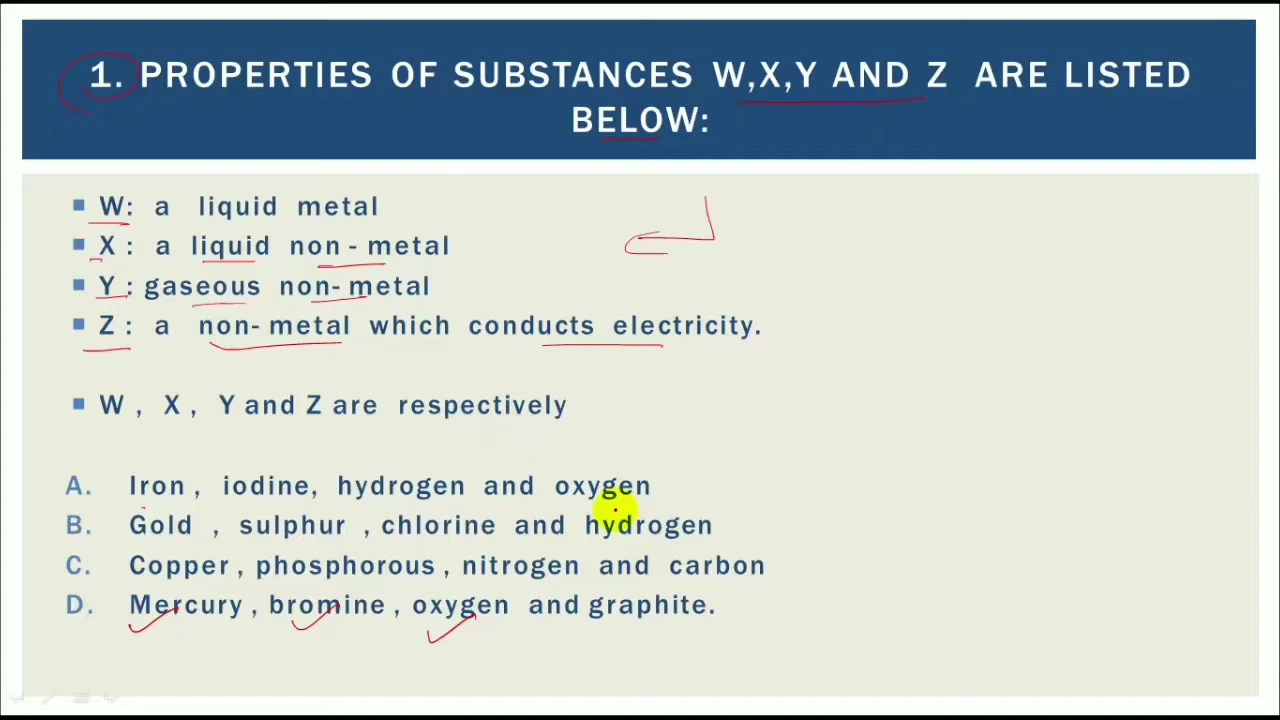 1. PROPERTIES OF SUBSTANCES W,X,Y AND Z ARE LISTED
BELOW:
W: a liquid metal
X : a liquid non - metal
Y : gaseous non- metal
Z : a non- metal which conducts electricity.
W , X , Y and Z are respectively
A. Iron , iodine, hydrogen and oxygen
B. Gold , sulphur , chlorine and hydrogen
C. Copper , phosphorous , nitrogen and carbon
D. Mercury , bromine , oxygen and graphite.